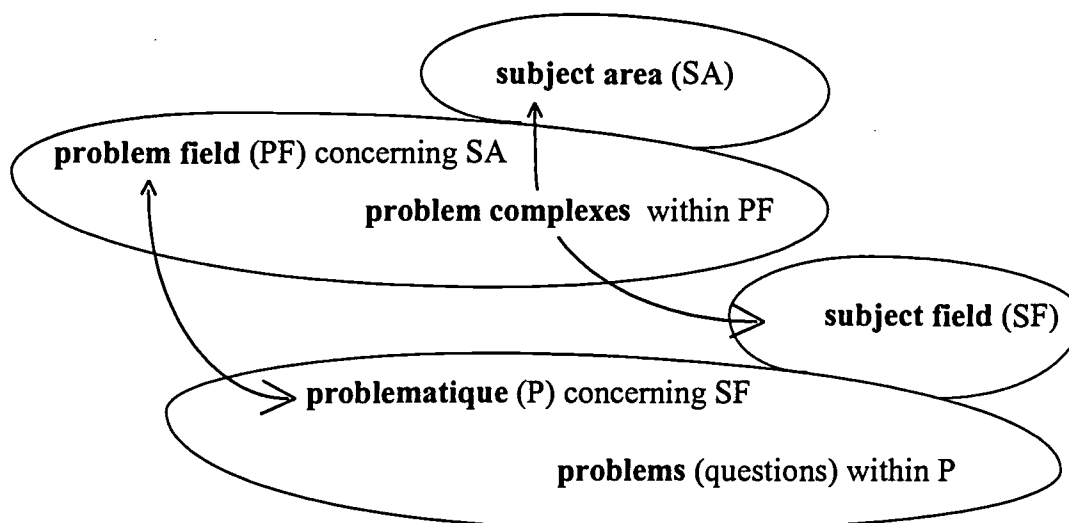 subject area (SA)
problem field (PF) concerning SA
problem complexes within PF
subject field (SF)
problematique (P) concerning SF
problems (questions) within P